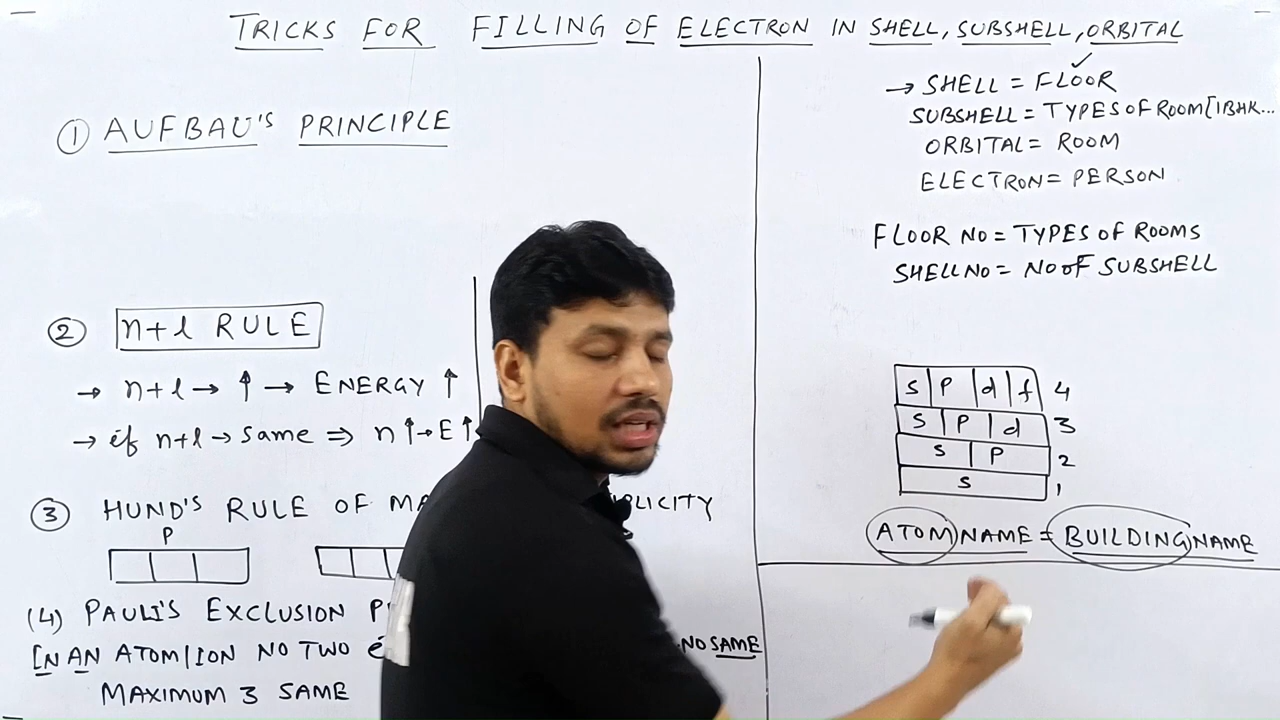 TRICKS FOR FILLING OF ELECTRON IN SHELL, SUBSHELL, ORBITAL
① AUFBAU'S PRINCIPLE
② n+l RULE
→ n+l → ↑ → ENERGY ↑
→ if n+l → same ⇒ n↑→E↑
③ HUND'S RULE OF
P
(4) PAULI'S EXCLUSION
IN AN ATOM/ION NO TWO
NO SAME
MAXIMUM 3 SAME
→ SHELL = FLOOR ✓
SUBSHELL = TYPES OF ROOM [1BHK...
ORBITAL = ROOM
ELECTRON = PERSON
FLOOR NO = TYPES OF ROOMS
SHELL NO = NO OF SUBSHELL
s p d f 4
s p d 3
s p 2
s 1
ATOM NAME = BUILDING NAME